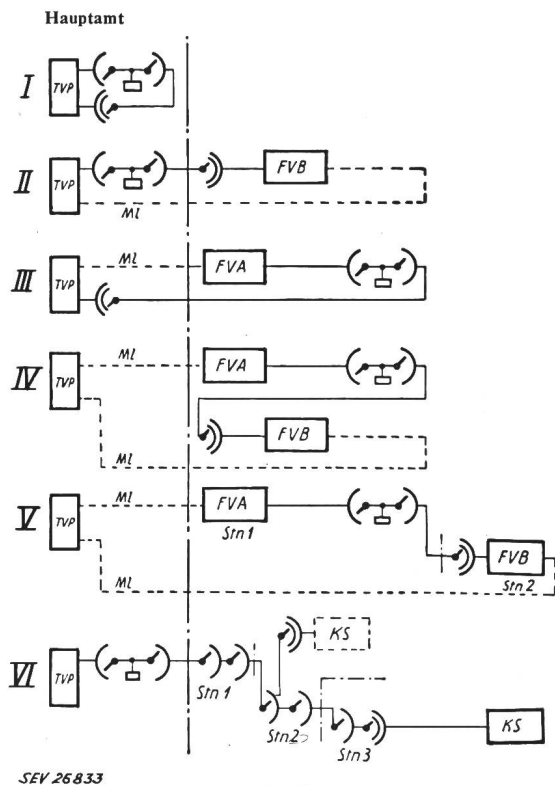 Hauptamt
I TVP
II TVP FVB
Ml
III TVP Ml FVA
IV TVP Ml FVA
FVB
Ml
V TVP Ml FVA
Stn 1
FVB
Ml Stn 2
KS
VI TVP Stn 1
Stn 2 KS
Stn 3
SEV 26833